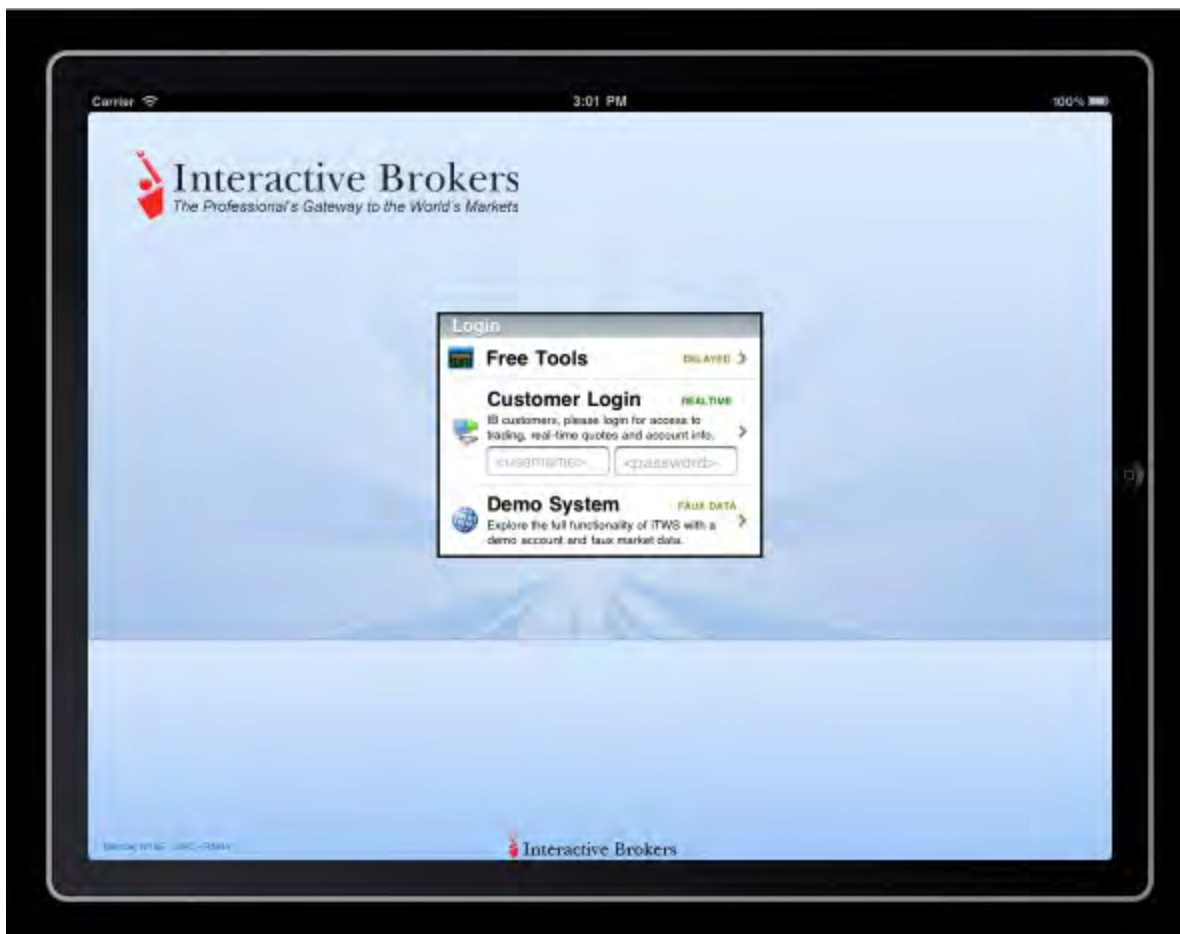 Carrier
3:01 PM
100%
Interactive Brokers
The Professional's Gateway to the World's Markets
Login
Free Tools
DELAYED
Customer Login
REALTIME
IB customers, please login for access to
trading, real-time quotes and account info.
<username>
<password>
Demo System
FAUX DATA
Explore the full functionality of iTWS with a
demo account and faux market data.
Interactive Brokers